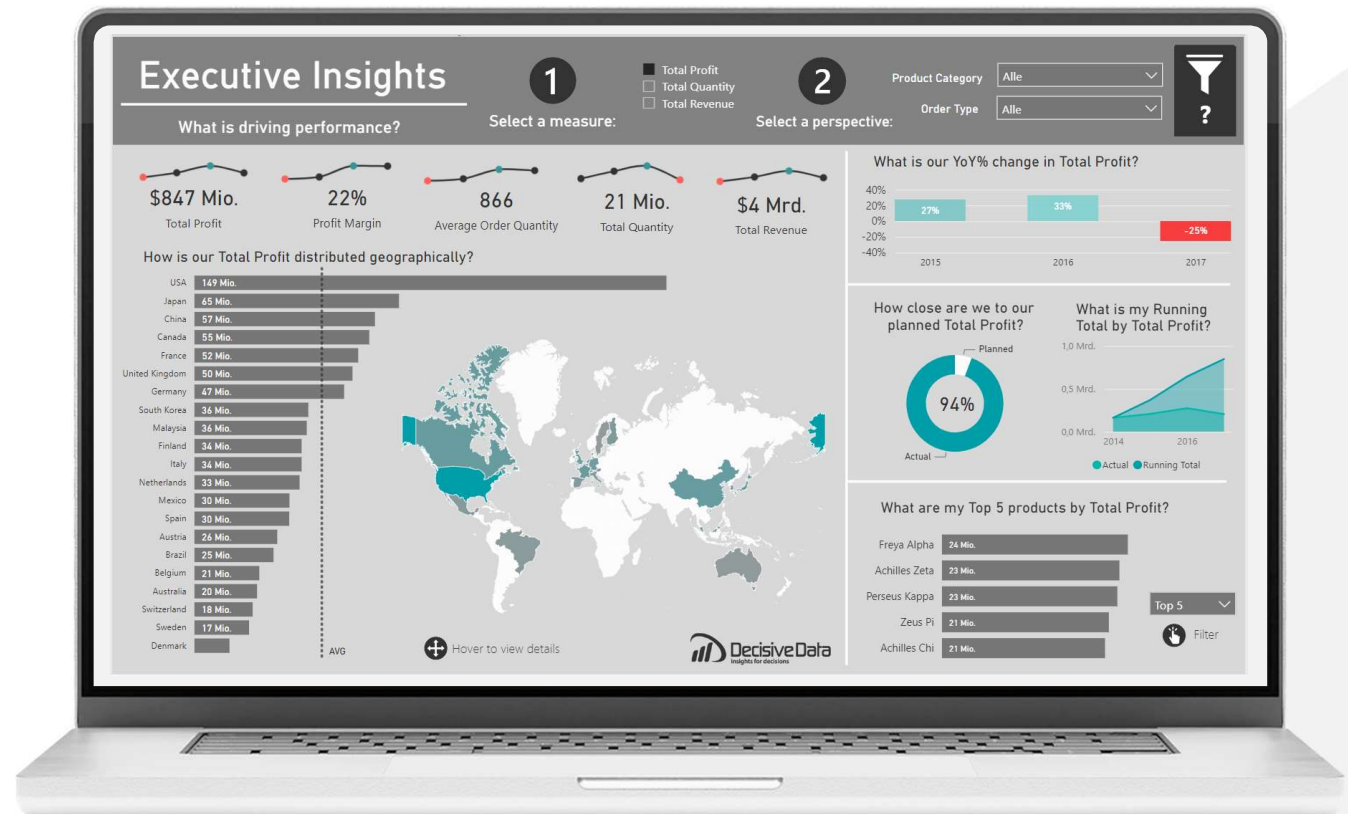 Executive Insights
What is driving performance?
1
Select a measure:
Total Profit
Total Quantity
Total Revenue
2
Select a perspective:
Product Category
Alle
Order Type
Alle
?
$847 Mio.
Total Profit
22%
Profit Margin
866
Average Order Quantity
21 Mio.
Total Quantity
$4 Mrd.
Total Revenue
How is our Total Profit distributed geographically?
USA 149 Mio.
Japan 65 Mio.
China 57 Mio.
Canada 55 Mio.
France 52 Mio.
United Kingdom 50 Mio.
Germany 47 Mio.
South Korea 36 Mio.
Malaysia 36 Mio.
Finland 34 Mio.
Italy 34 Mio.
Netherlands 33 Mio.
Mexico 30 Mio.
Spain 30 Mio.
Austria 26 Mio.
Brazil 25 Mio.
Belgium 21 Mio.
Australia 20 Mio.
Switzerland 18 Mio.
Sweden 17 Mio.
Denmark
AVG
Hover to view details
DecisiveData
insights for decisions
What is our YoY% change in Total Profit?
40%
20%
0%
-20%
-40%
27%
33%
-25%
2015 2016 2017
How close are we to our
planned Total Profit?
Planned
94%
Actual
What is my Running
Total by Total Profit?
1,0 Mrd.
0,5 Mrd.
0,0 Mrd.
2014 2016
Actual Running Total
What are my Top 5 products by Total Profit?
Freya Alpha 24 Mio.
Achilles Zeta 23 Mio.
Perseus Kappa 23 Mio.
Zeus Pi 21 Mio.
Achilles Chi 21 Mio.
Top 5
Filter